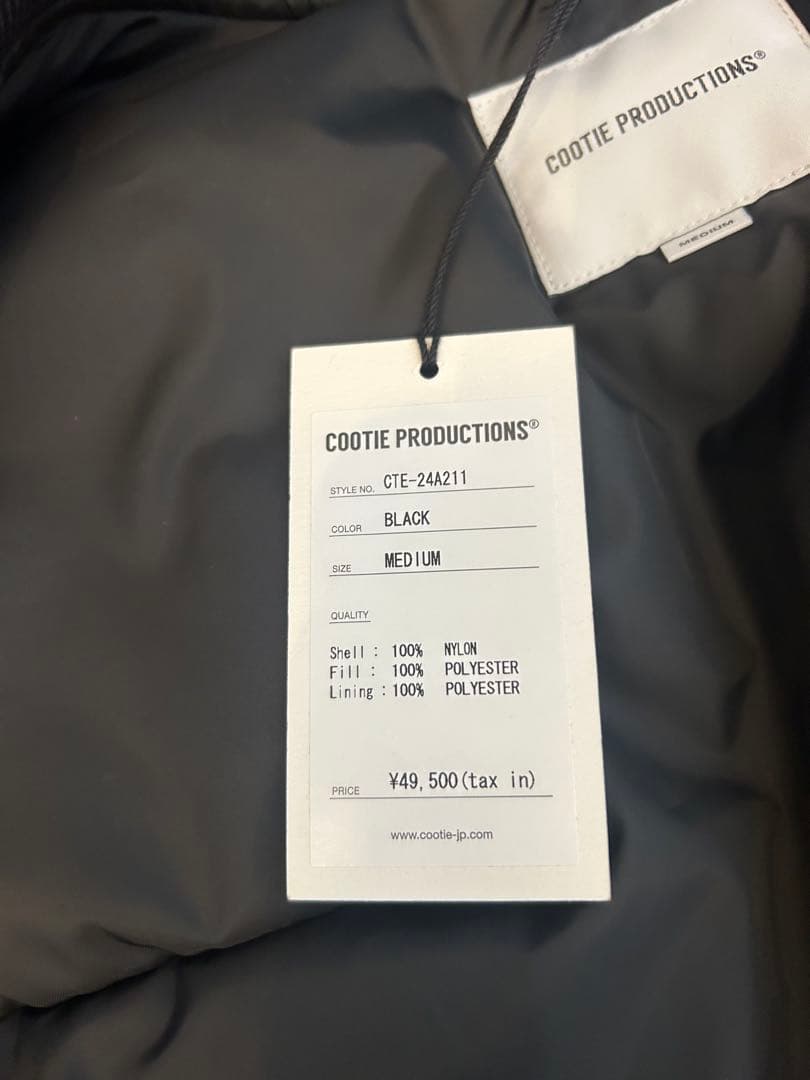 COOTIE PRODUCTIONS®
MEDIUM
COOTIE PRODUCTIONS®
STYLE NO. CTE-24A211
COLOR BLACK
SIZE MEDIUM
QUALITY
Shell : 100% NYLON
Fill : 100% POLYESTER
Lining : 100% POLYESTER
PRICE ¥49,500(tax in)
www.cootie-jp.com